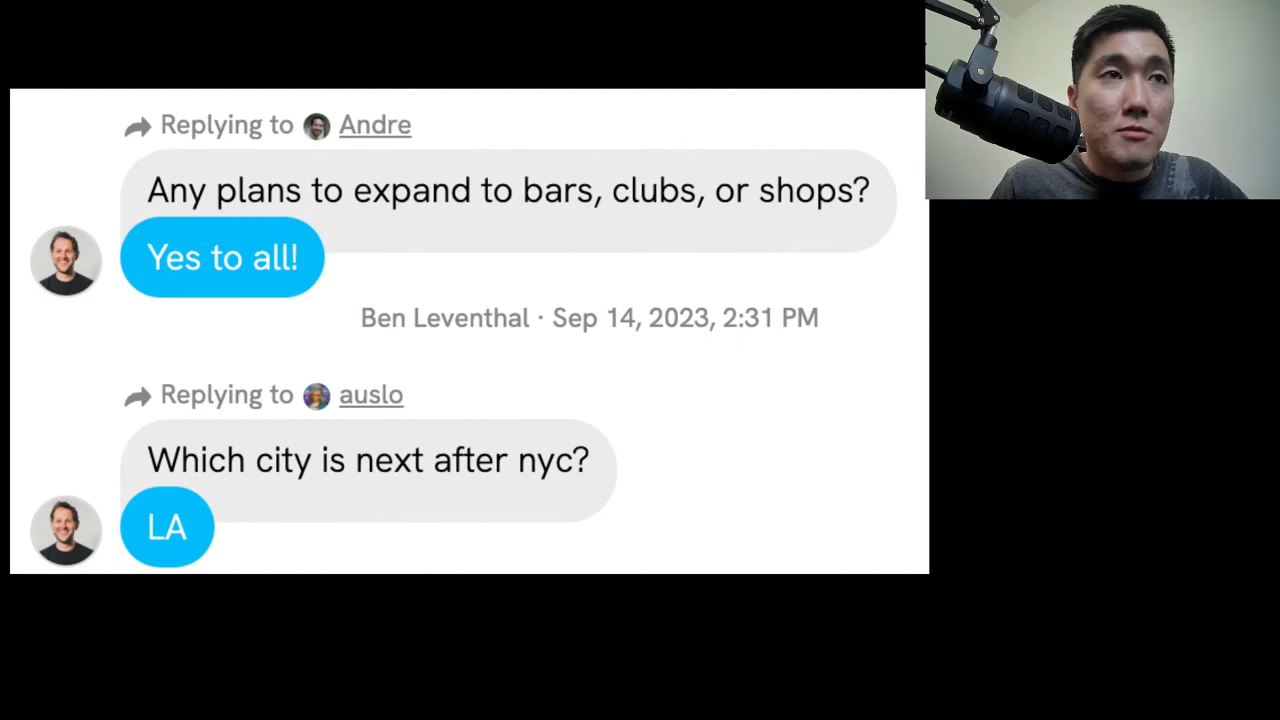 Replying to Andre
Any plans to expand to bars, clubs, or shops?
Yes to all!
Ben Leventhal · Sep 14, 2023, 2:31 PM
Replying to auslo
Which city is next after nyc?
LA